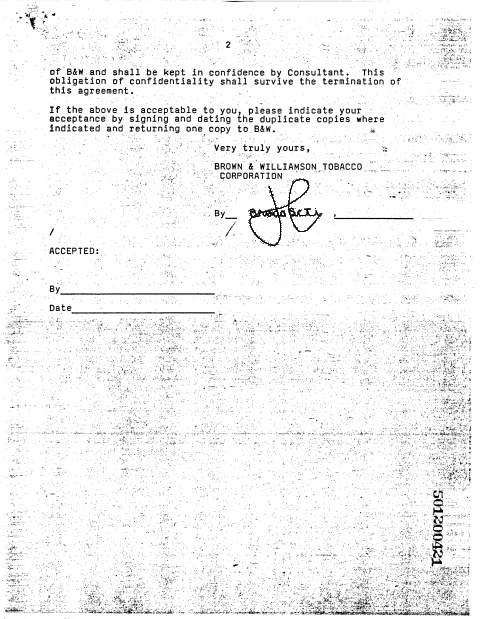 2
of B&W and shall be kept in confidence by Consultant. This
obligation of confidentiality shall survive the termination of
this agreement.
If the above is acceptable to you, please indicate your
acceptance by signing and dating the duplicate copies where
indicated and returning one copy to B&W.
Very truly yours,
BROWN & WILLIAMSON TOBACCO
CORPORATION
By
ACCEPTED:
By
Date
501200421